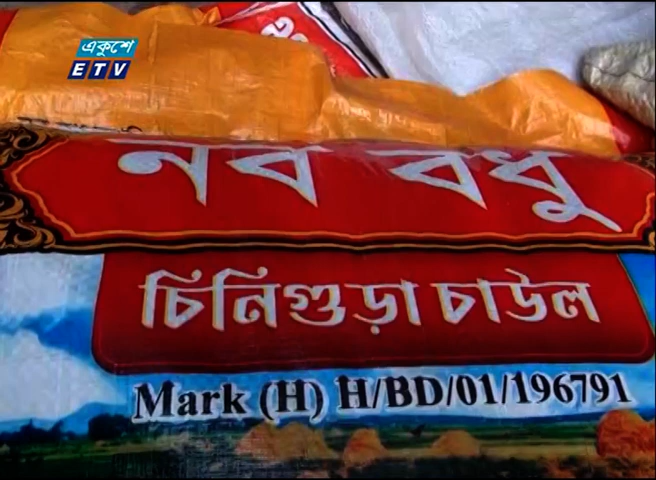 একুশে
ETV
নব বধু
চিনিগুড়া চাউল
Mark (H) H/BD/01/196791